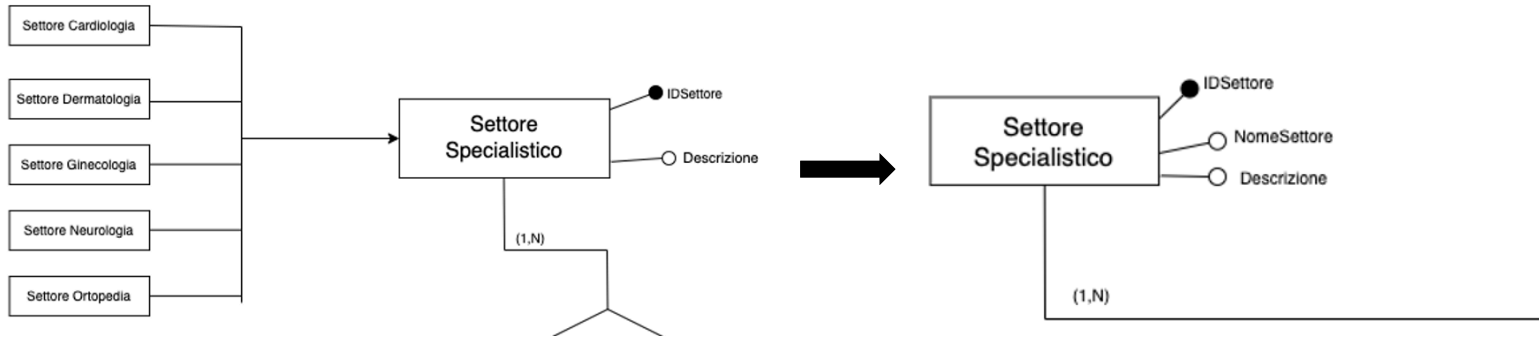 Settore Cardiologia
Settore Dermatologia
Settore Ginecologia
Settore Neurologia
Settore Ortopedia
Settore
Specialistico
IDSettore
Descrizione
(1,N)
Settore
Specialistico
IDSettore
NomeSettore
Descrizione
(1,N)